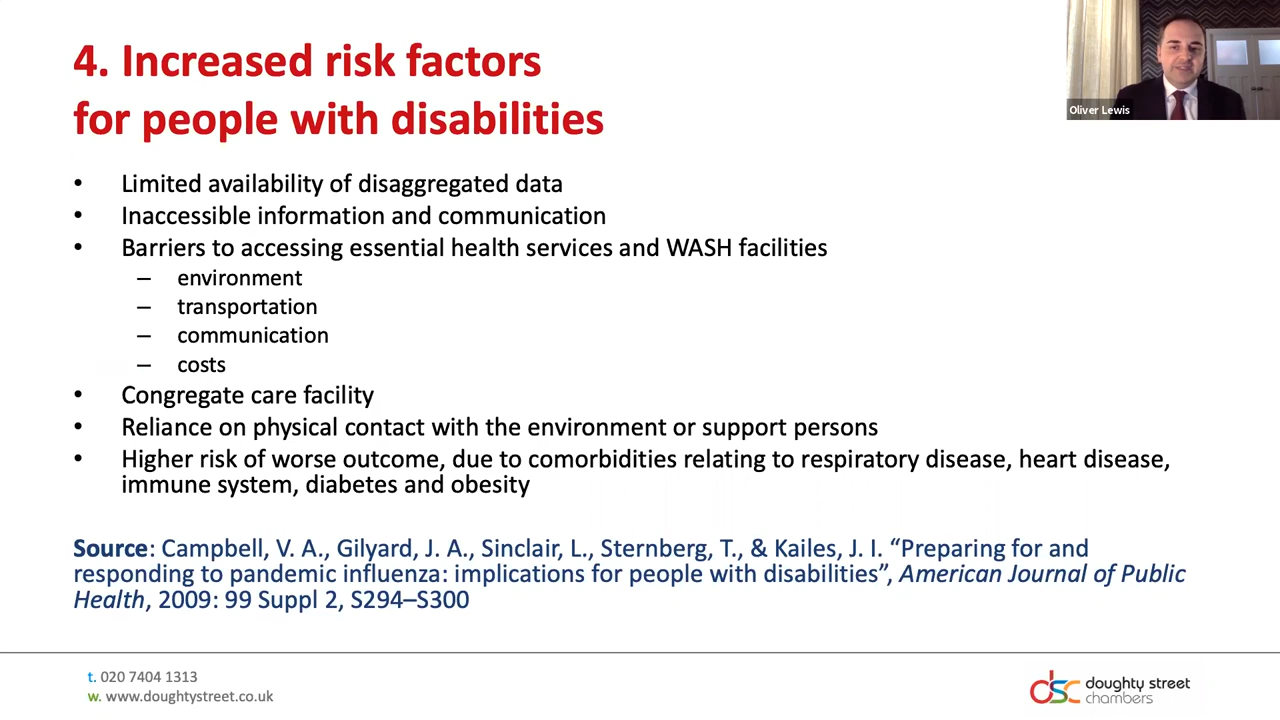 4. Increased risk factors
for people with disabilities
Oliver Lewis
• Limited availability of disaggregated data
• Inaccessible information and communication
• Barriers to accessing essential health services and WASH facilities
– environment
– transportation
– communication
– costs
• Congregate care facility
• Reliance on physical contact with the environment or support persons
• Higher risk of worse outcome, due to comorbidities relating to respiratory disease, heart disease,
immune system, diabetes and obesity
Source: Campbell, V. A., Gilyard, J. A., Sinclair, L., Sternberg, T., & Kailes, J. I. “Preparing for and
responding to pandemic influenza: implications for people with disabilities”, American Journal of Public
Health, 2009: 99 Suppl 2, S294–S300
t. 020 7404 1313
w. www.doughtystreet.co.uk
dsc doughty street
chambers